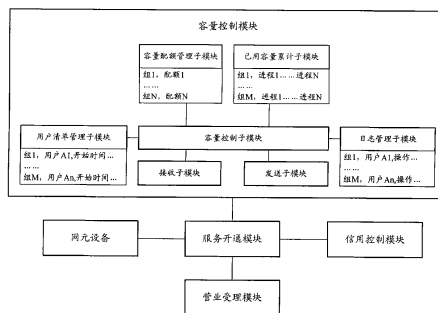 容量控制模块
容量配额管理子模块
组1，配额1
……
组N，配额N
已用容量累计子模块
组1，进程1……进程N
……
组M，进程1……进程N
用户清单管理子模块
组1，用户A1,开始时间…
……
组M，用户An,开始时间…
容量控制子模块
日志管理子模块
组1，用户A1,操作…
……
组M，用户An,操作…
接收子模块
发送子模块
网元设备
服务开通模块
信用控制模块
营业受理模块